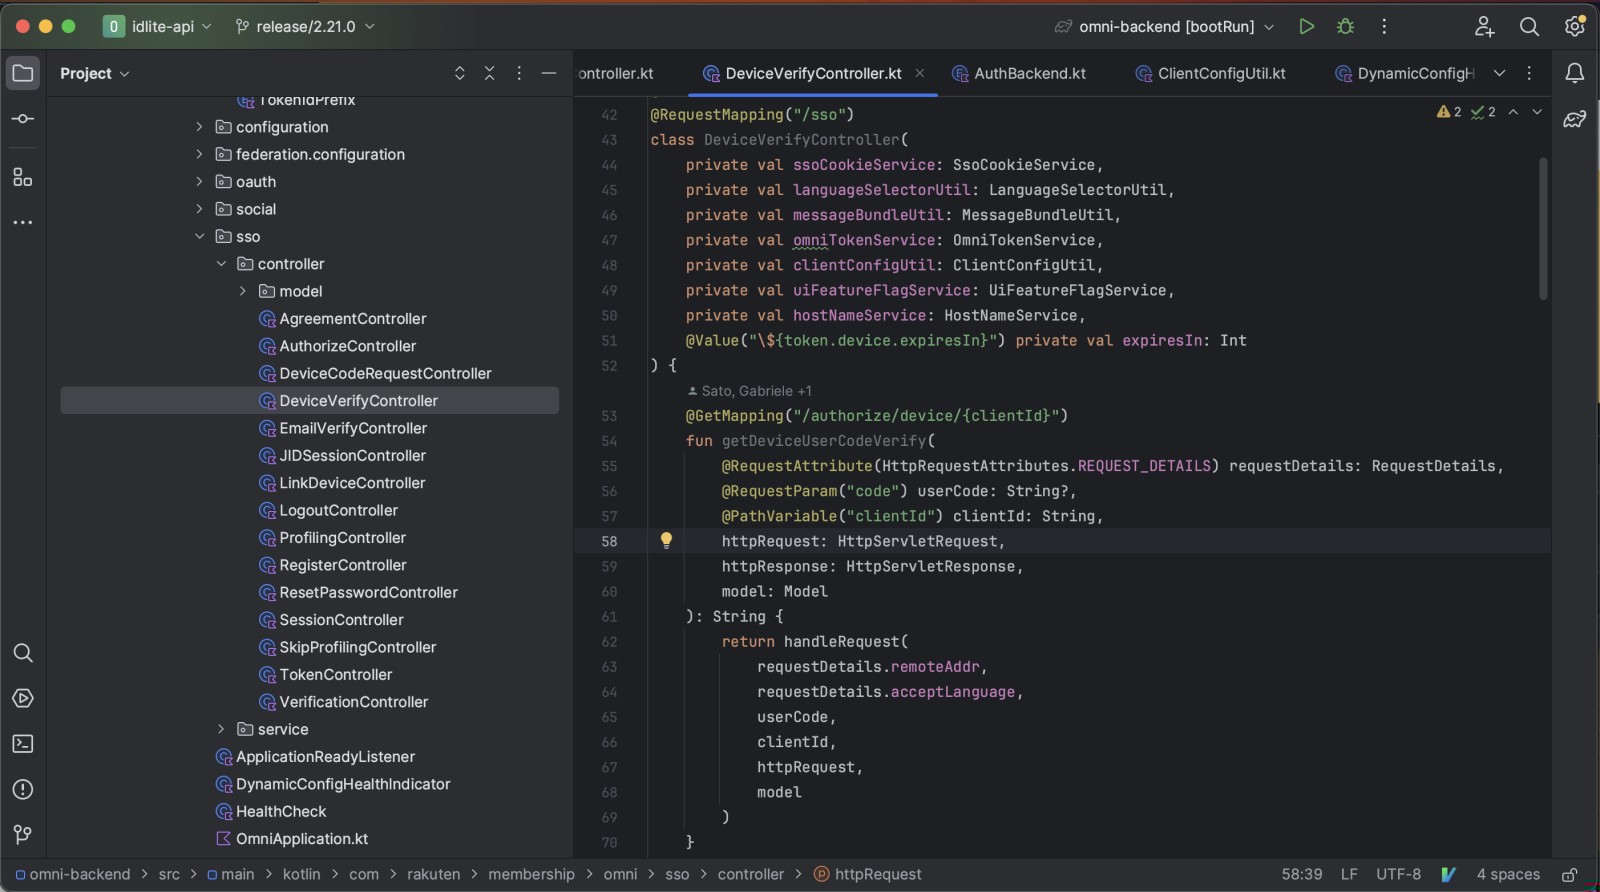 0 idlite-api release/2.21.0 omni-backend [bootRun]
Project
ontroller.kt DeviceVerifyController.kt AuthBackend.kt ClientConfigUtil.kt DynamicConfigH
TokenIdPrefix
configuration
federation.configuration
oauth
social
sso
controller
model
AgreementController
AuthorizeController
DeviceCodeRequestController
DeviceVerifyController
EmailVerifyController
JIDSessionController
LinkDeviceController
LogoutController
ProfilingController
RegisterController
ResetPasswordController
SessionController
SkipProfilingController
TokenController
VerificationController
service
ApplicationReadyListener
DynamicConfigHealthIndicator
HealthCheck
OmniApplication.kt
2 2
42 @RequestMapping("/sso")
43 class DeviceVerifyController(
44 private val ssoCookieService: SsoCookieService,
45 private val languageSelectorUtil: LanguageSelectorUtil,
46 private val messageBundleUtil: MessageBundleUtil,
47 private val omniTokenService: OmniTokenService,
48 private val clientConfigUtil: ClientConfigUtil,
49 private val uiFeatureFlagService: UiFeatureFlagService,
50 private val hostNameService: HostNameService,
51 @Value("\${token.device.expiresIn}") private val expiresIn: Int
52 ) {
Sato, Gabriele +1
53 @GetMapping("/authorize/device/{clientId}")
54 fun getDeviceUserCodeVerify(
55 @RequestAttribute(HttpRequestAttributes.REQUEST_DETAILS) requestDetails: RequestDetails,
56 @RequestParam("code") userCode: String?,
57 @PathVariable("clientId") clientId: String,
58 httpRequest: HttpServletRequest,
59 httpResponse: HttpServletResponse,
60 model: Model
61 ): String {
62 return handleRequest(
63 requestDetails.remoteAddr,
64 requestDetails.acceptLanguage,
65 userCode,
66 clientId,
67 httpRequest,
68 model
69 )
70 }
omni-backend > src > main > kotlin > com > rakuten > membership > omni > sso > controller > httpRequest 58:39 LF UTF-8 4 spaces